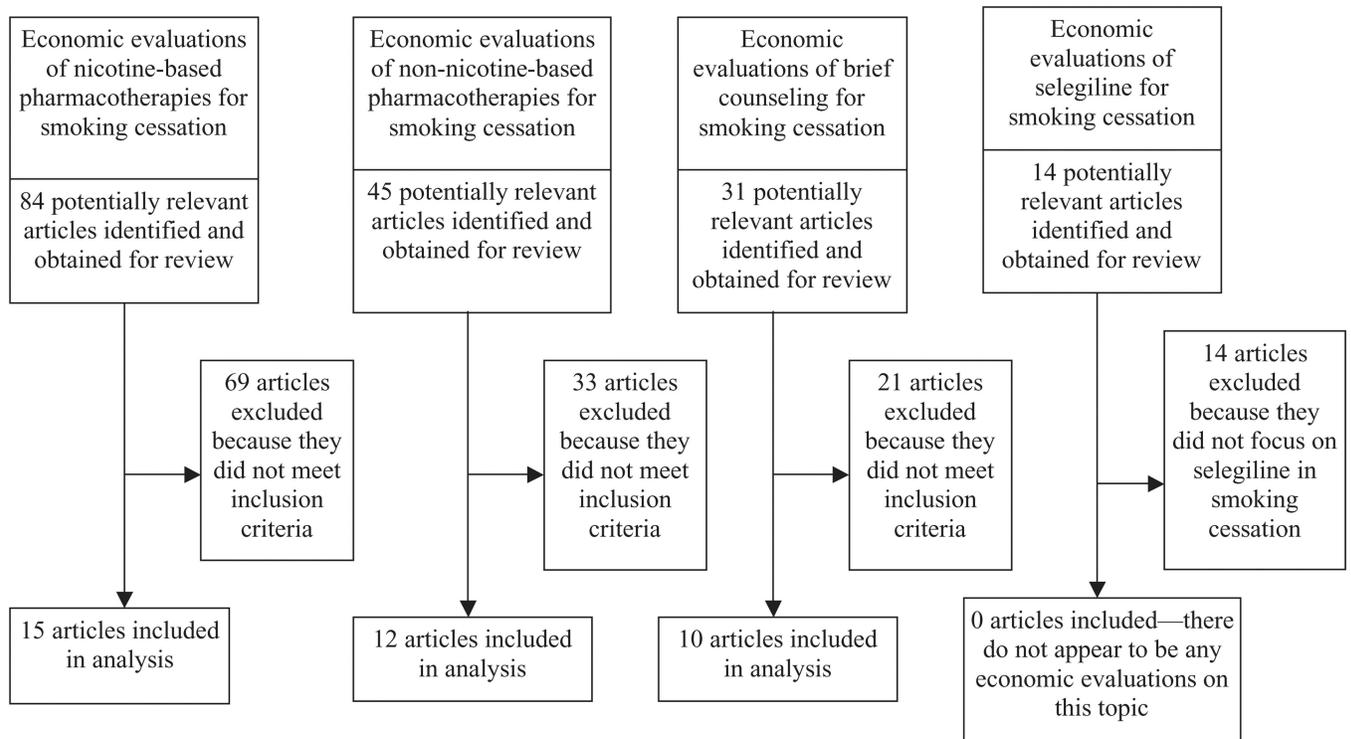 Economic evaluations
of nicotine-based
pharmacotherapies for
smoking cessation
84 potentially relevant
articles identified and
obtained for review
69 articles
excluded
because they
did not meet
inclusion
criteria
15 articles included
in analysis
Economic evaluations
of non-nicotine-based
pharmacotherapies for
smoking cessation
45 potentially relevant
articles identified and
obtained for review
33 articles
excluded
because they
did not meet
inclusion
criteria
12 articles included
in analysis
Economic
evaluations of brief
counseling for
smoking cessation
31 potentially
relevant articles
identified and
obtained for review
21 articles
excluded
because they
did not meet
inclusion
criteria
10 articles included
in analysis
Economic
evaluations of
selegiline for
smoking cessation
14 potentially
relevant articles
identified and
obtained for review
14 articles
excluded
because they
did not focus on
selegiline in
smoking
cessation
0 articles included—there
do not appear to be any
economic evaluations on
this topic